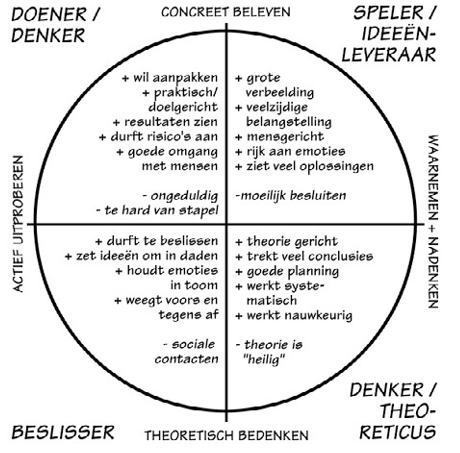 DOENER /
DENKER
CONCREET BELEVEN
SPELER /
IDEEËN-
LEVERAAR
+ wil aanpakken
+ praktisch/
doelgericht
+ resultaten zien
+ durft risico's aan
+ goede omgang
met mensen
- ongeduldig
- te hard van stapel
+ grote
verbeelding
+ veelzijdige
belangstelling
+ mensgericht
+ rijk aan emoties
+ ziet veel oplossingen
-moeilijk besluiten
ACTIEF UITPROBEREN
WAARNEMEN + NADENKEN
+ durft te beslissen
+ zet ideeën om in daden
+ houdt emoties
in toom
+ weegt voors en
tegens af
- sociale
contacten
+ theorie gericht
+ trekt veel conclusies
+ goede planning
+ werkt syste-
matisch
+ werkt nauwkeurig
- theorie is
"heilig"
BESLISSER
THEORETISCH BEDENKEN
DENKER /
THEO-
RETICUS